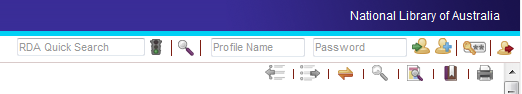 National Library of Australia
RDA Quick Search Profile Name Password